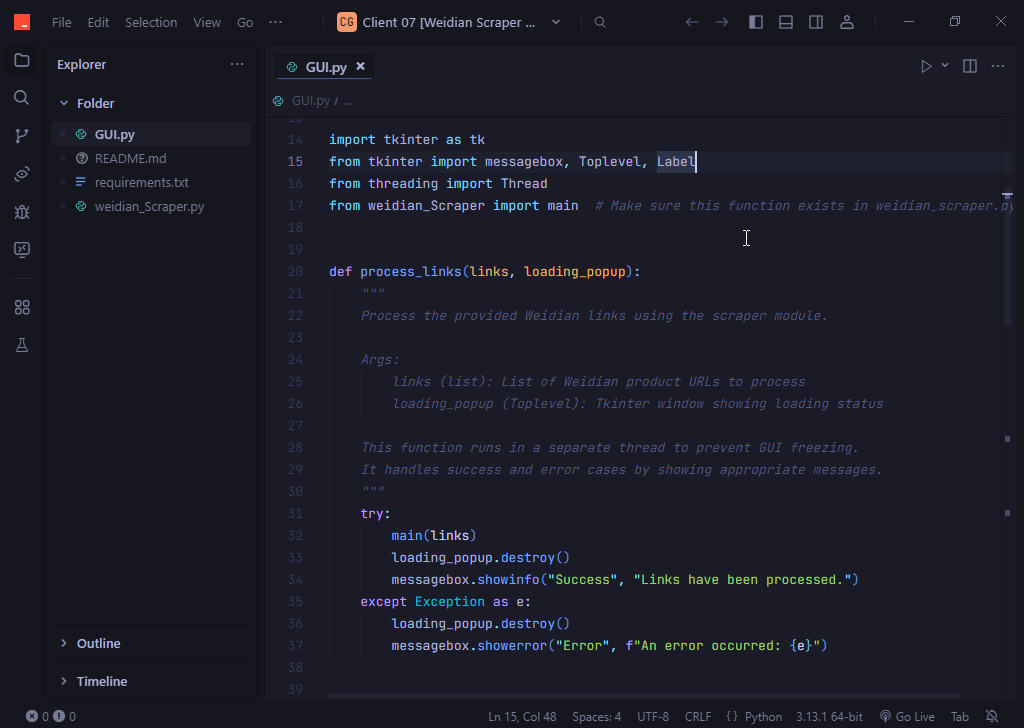 File Edit Selection View Go ···
CG Client 07 [Weidian Scraper ...
Explorer ···
Folder
GUI.py
README.md
requirements.txt
weidian_Scraper.py
Outline
Timeline
GUI.py
GUI.py / ...
14 import tkinter as tk
15 from tkinter import messagebox, Toplevel, Label
16 from threading import Thread
17 from weidian_Scraper import main  # Make sure this function exists in weidian_scraper.py
18
19
20 def process_links(links, loading_popup):
21     """
22     Process the provided Weidian links using the scraper module.
23
24     Args:
25         links (list): List of Weidian product URLs to process
26         loading_popup (Toplevel): Tkinter window showing loading status
27
28     This function runs in a separate thread to prevent GUI freezing.
29     It handles success and error cases by showing appropriate messages.
30     """
31     try:
32         main(links)
33         loading_popup.destroy()
34         messagebox.showinfo("Success", "Links have been processed.")
35     except Exception as e:
36         loading_popup.destroy()
37         messagebox.showerror("Error", f"An error occurred: {e}")
38
39
0 0 Ln 15, Col 48 Spaces: 4 UTF-8 CRLF {} Python 3.13.1 64-bit Go Live Tab